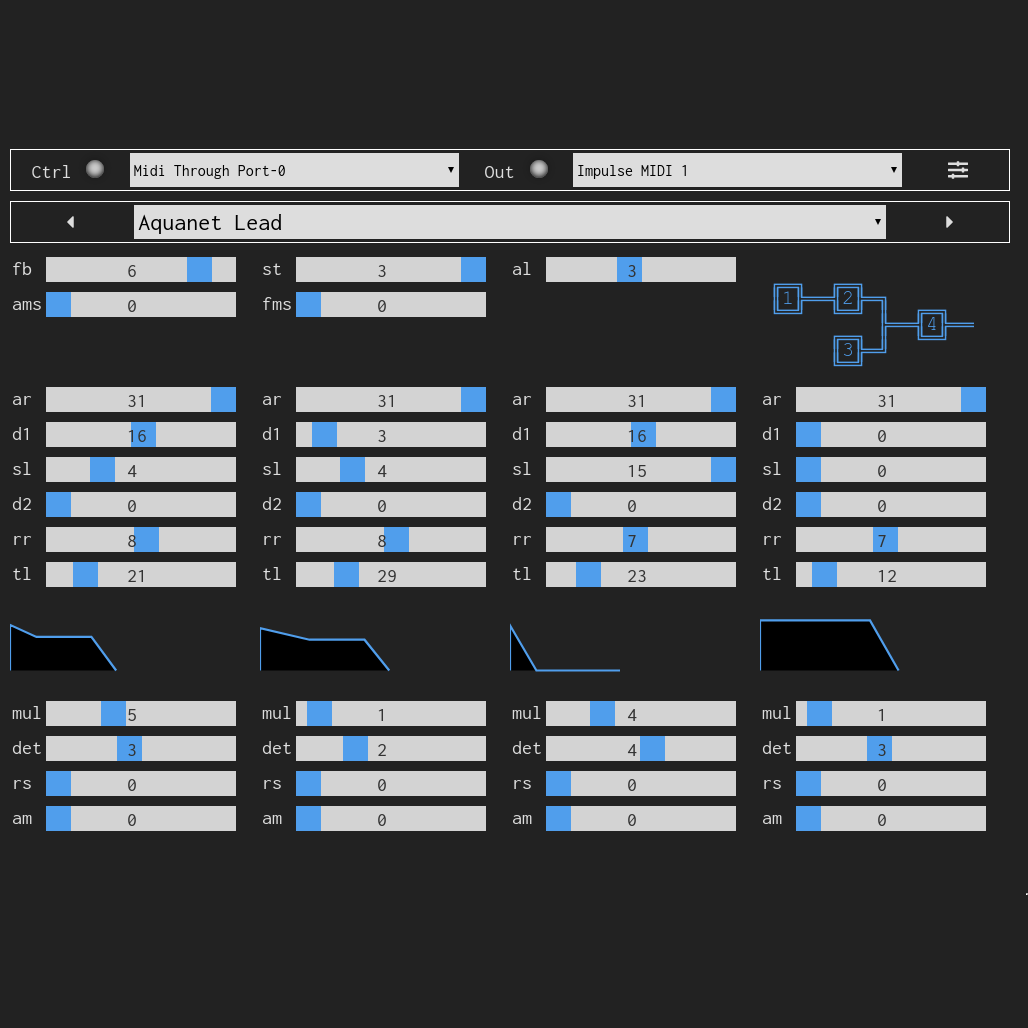 Ctrl Midi Through Port-0 Out Impulse MIDI 1
Aquanet Lead
fb 6 st 3 al 3
ams 0 fms 0
1 2 4
3
ar 31 ar 31 ar 31 ar 31
d1 16 d1 3 d1 16 d1 0
sl 4 sl 4 sl 15 sl 0
d2 0 d2 0 d2 0 d2 0
rr 8 rr 8 rr 7 rr 7
tl 21 tl 29 tl 23 tl 12
mul 5 mul 1 mul 4 mul 1
det 3 det 2 det 4 det 3
rs 0 rs 0 rs 0 rs 0
am 0 am 0 am 0 am 0